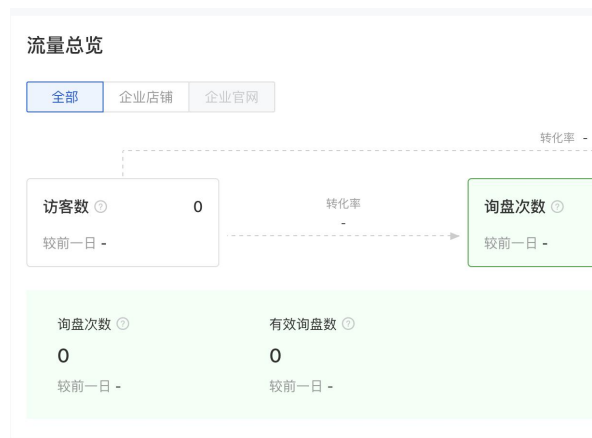 流量总览
全部 企业店铺 企业官网
转化率 -
访客数 0
较前一日 -
转化率
-
询盘次数
较前一日 -
询盘次数 有效询盘数
0 0
较前一日 - 较前一日 -